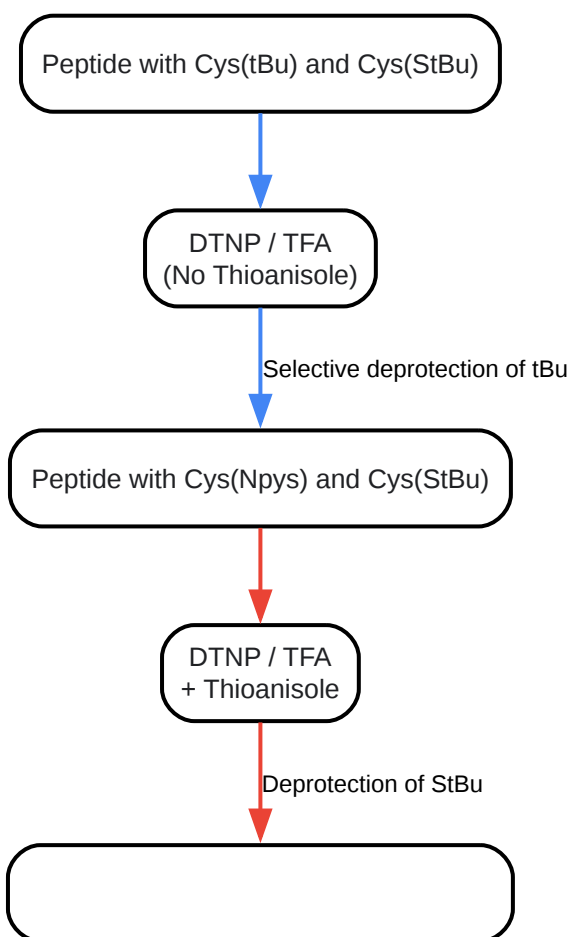 Peptide with Cys(tBu) and Cys(StBu)
DTNP / TFA
(No Thioanisole)
Selective deprotection of tBu
Peptide with Cys(Npys) and Cys(StBu)
DTNP / TFA
+ Thioanisole
Deprotection of StBu